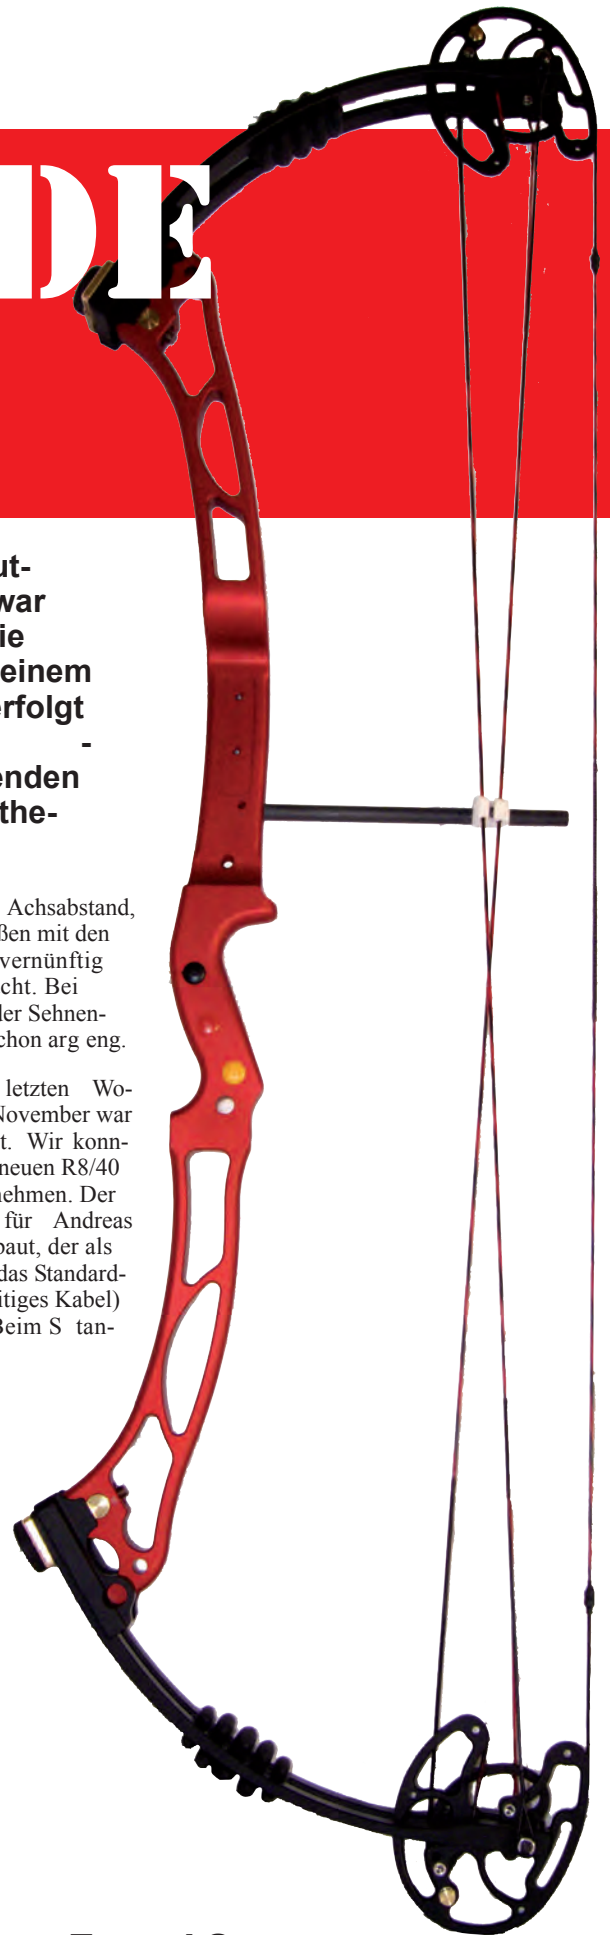 DE
ut-
war
ie
einem
erfolgt
-
enden
the-
Achsabstand,
ßen mit den
vernünftig
cht. Bei
ler Sehnen-
chon arg eng.
letzten Wo-
November war
t. Wir konn-
neuen R8/40
nehmen. Der
für Andreas
baut, der als
das Standard-
itiges Kabel)
Beim S tan-